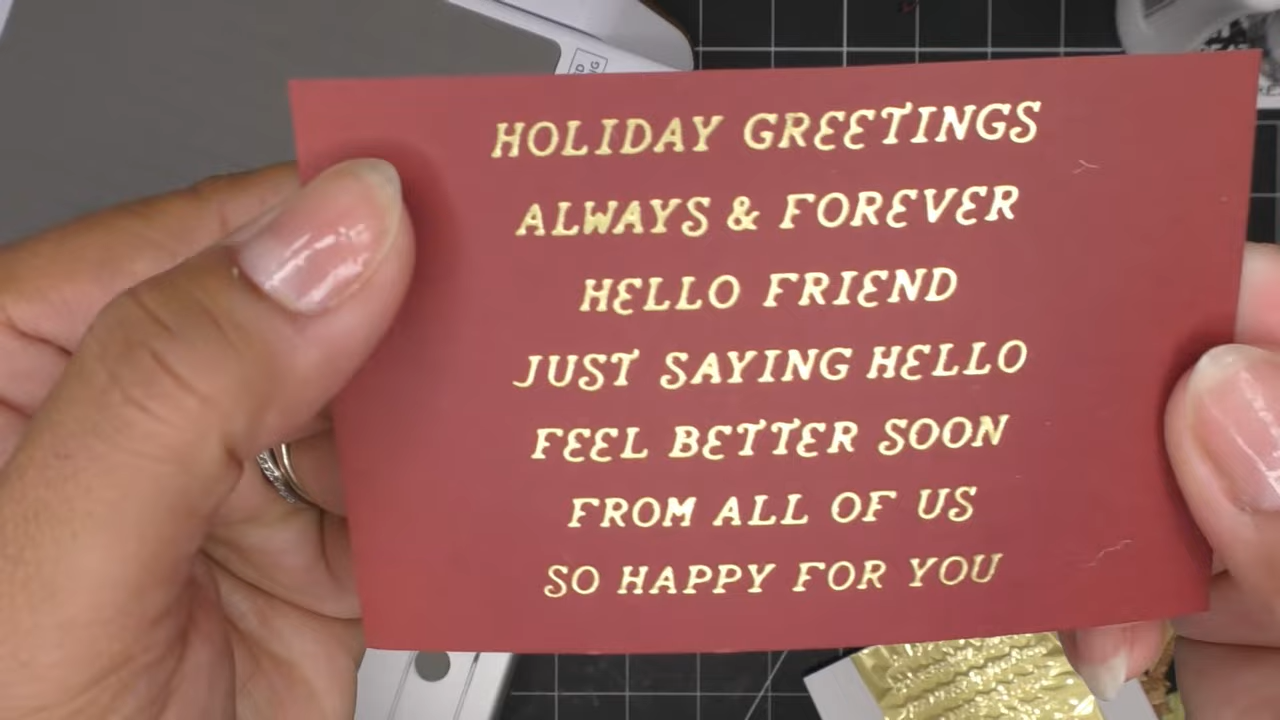 HOLIDAY GREETINGS
ALWAYS & FOREVER
HELLO FRIEND
JUST SAYING HELLO
FEEL BETTER SOON
FROM ALL OF US
SO HAPPY FOR YOU